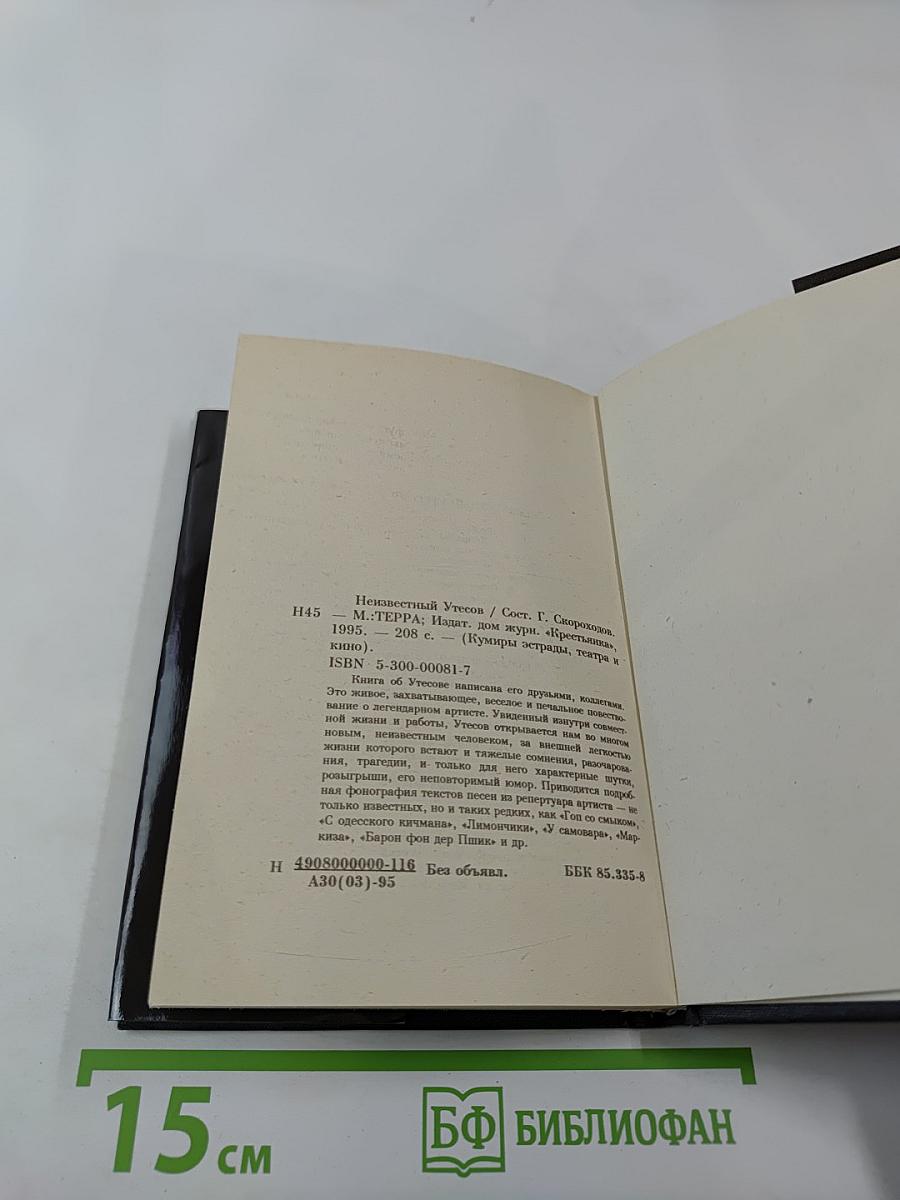 Неизвестный Утесов / Сост. Г. Скороходов.
Н45 — М.:ТЕРРА; Издат. дом журн. «Крестьянка»,
1995. — 208 с. — (Кумиры эстрады, театра и
кино).
ISBN 5-300-00081-7
Книга об Утесове написана его друзьями, коллегами.
Это живое, захватывающее, веселое и печальное повество-
вание о легендарном артисте. Увиденный изнутри совмест-
ной жизни и работы, Утесов открывается нам во многом
новым, неизвестным человеком, за внешней легкостью
жизни которого встают и тяжелые сомнения, разочарова-
ния, трагедии, и только для него характерные шутки,
розыгрыши, его неповторимый юмор. Приводится подроб-
ная фонография текстов песен из репертуара артиста — не
только известных, но и таких редких, как «Гоп со смыком»,
«С одесского кичмана», «Лимончики», «У самовара», «Мар-
киза», «Барон фон дер Пшик» и др.
Н 4908000000-116 Без объявл. ББК 85.335-8
А30(03)-95
15 см
БФ БИБЛИОФАН